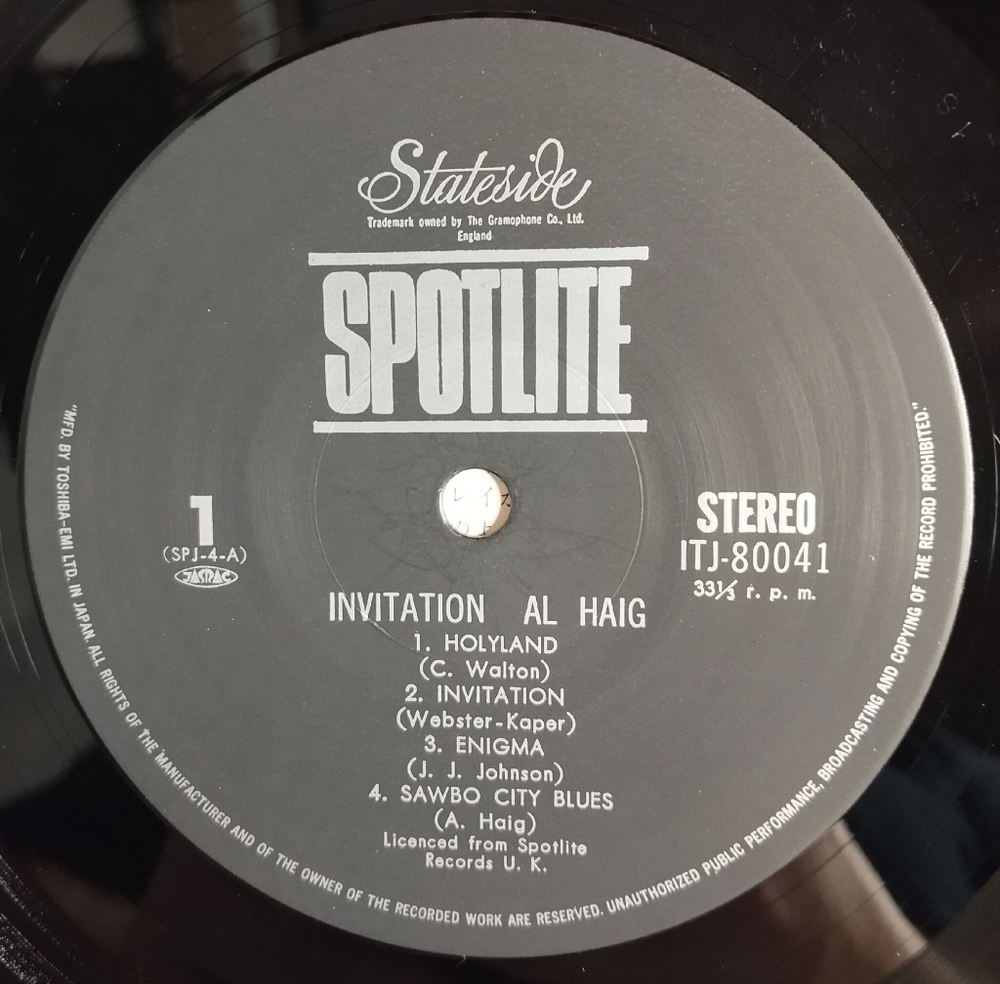 Stateside
Trademark owned by The Gramophone Co., Ltd.
England
SPOTLITE
1
(SPJ-4-A)
JASRAC
STEREO
ITJ-80041
33⅓ r. p. m.
INVITATION AL HAIG
1. HOLYLAND
(C. Walton)
2. INVITATION
(Webster-Kaper)
3. ENIGMA
(J. J. Johnson)
4. SAWBO CITY BLUES
(A. Haig)
Licenced from Spotlite
Records U. K.
"MFD. BY TOSHIBA-EMI LTD. IN JAPAN. ALL RIGHTS OF THE MANUFACTURER AND OF THE OWNER OF THE RECORDED WORK ARE RESERVED. UNAUTHORIZED PUBLIC PERFORMANCE, BROADCASTING AND COPYING OF THE RECORD PROHIBITED."